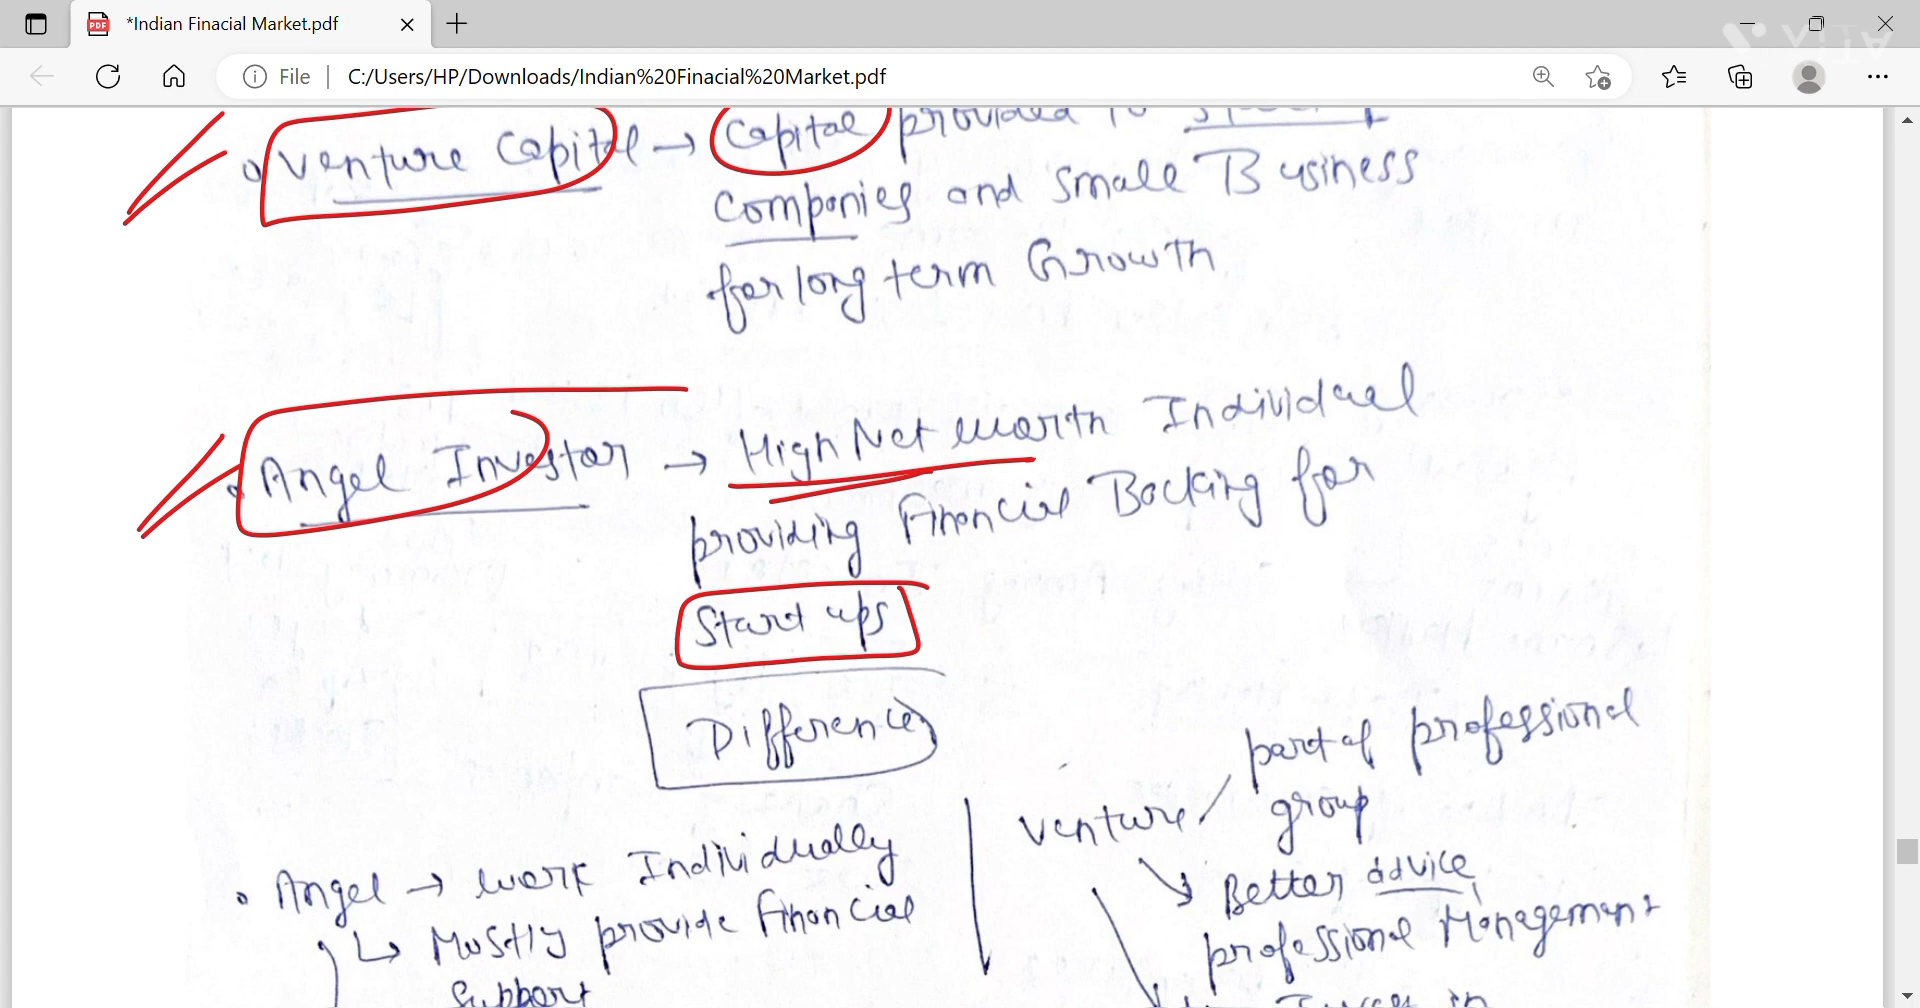 *Indian Finacial Market.pdf
File | C:/Users/HP/Downloads/Indian%20Finacial%20Market.pdf
VITA
Venture Capital → Capital provided to
Companies and Small Business
for long term Growth
Angel Investor → High Net worth Individual
providing Financial Backing for
Start ups
Difference
part of professional
Venture group
• Angel → work Individually
Better advice,
↳ Mostly provide Financial
professional Management
Support
in